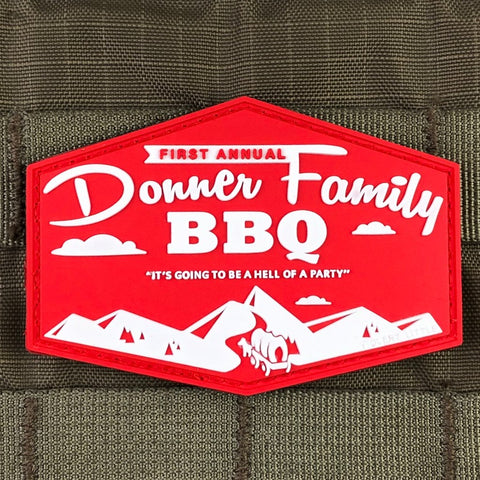 FIRST ANNUAL
Donner Family
BBQ
"IT'S GOING TO BE A HELL OF A PARTY"